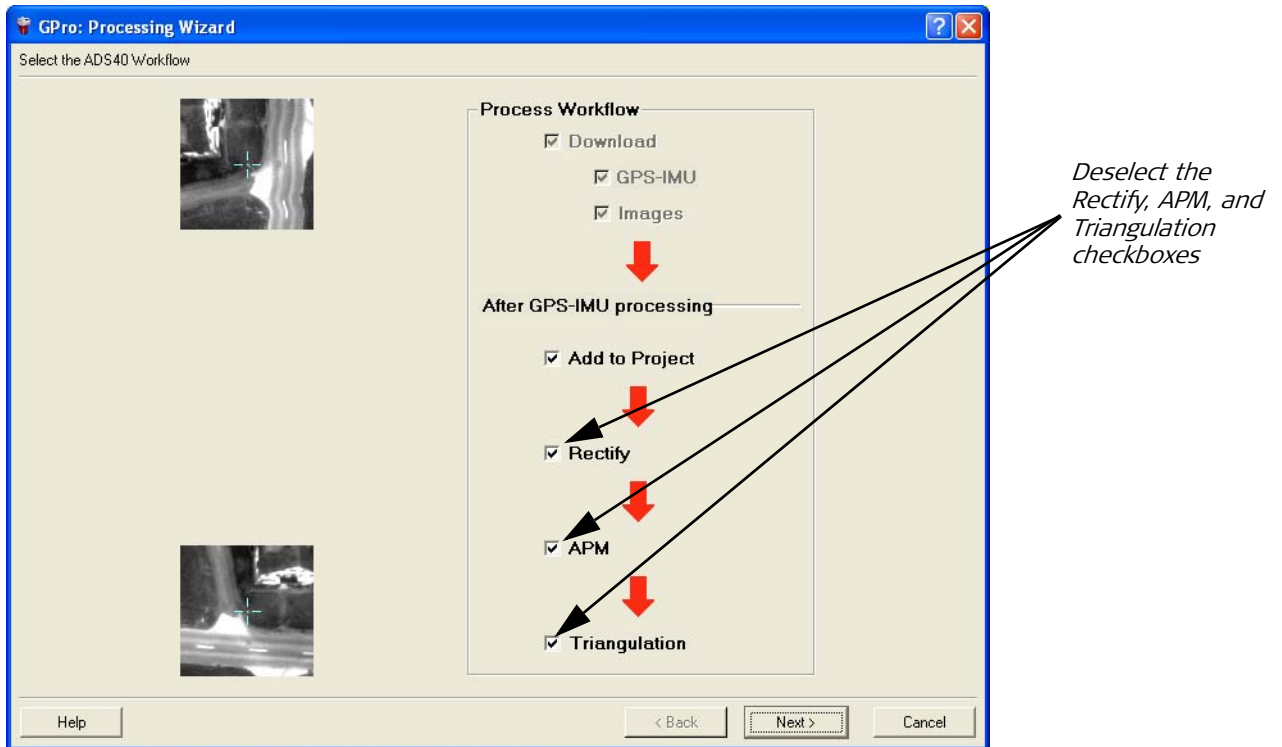 GPro: Processing Wizard
Select the ADS40 Workflow
Process Workflow
Download
GPS-IMU
Images
After GPS-IMU processing
Add to Project
Rectify
APM
Triangulation
Deselect the
Rectify, APM, and
Triangulation
checkboxes
Help
< Back
Next >
Cancel